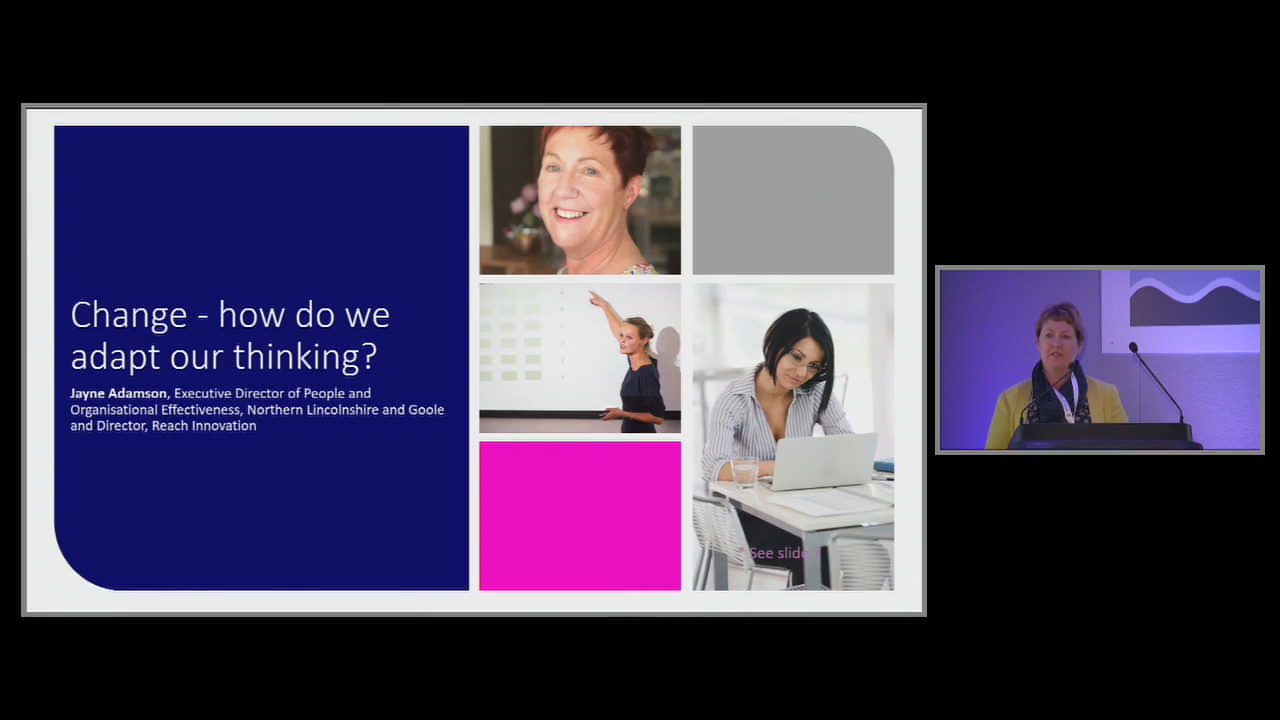 Change - how do we
adapt our thinking?
Jayne Adamson, Executive Director of People and
Organisational Effectiveness, Northern Lincolnshire and Goole
and Director, Reach Innovation
See slide